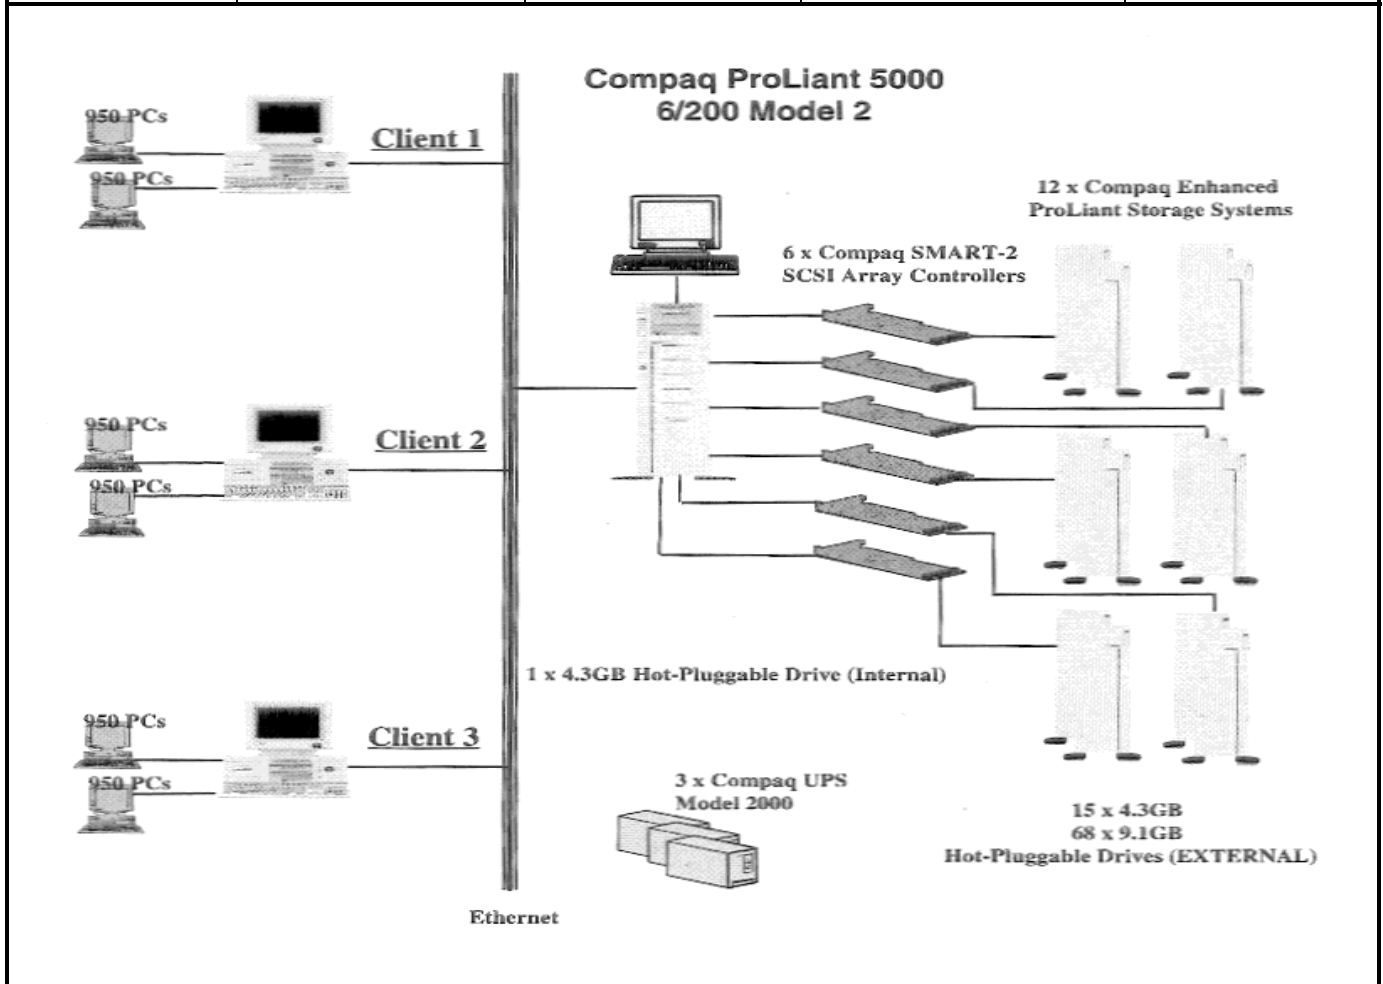 Compaq ProLiant 5000
6/200 Model 2
950 PCs
Client 1
950 PCs
12 x Compaq Enhanced
ProLiant Storage Systems
6 x Compaq SMART-2
SCSI Array Controllers
950 PCs
Client 2
950 PCs
1 x 4.3GB Hot-Pluggable Drive (Internal)
950 PCs
Client 3
950 PCs
3 x Compaq UPS
Model 2000
15 x 4.3GB
68 x 9.1GB
Hot-Pluggable Drives (EXTERNAL)
Ethernet